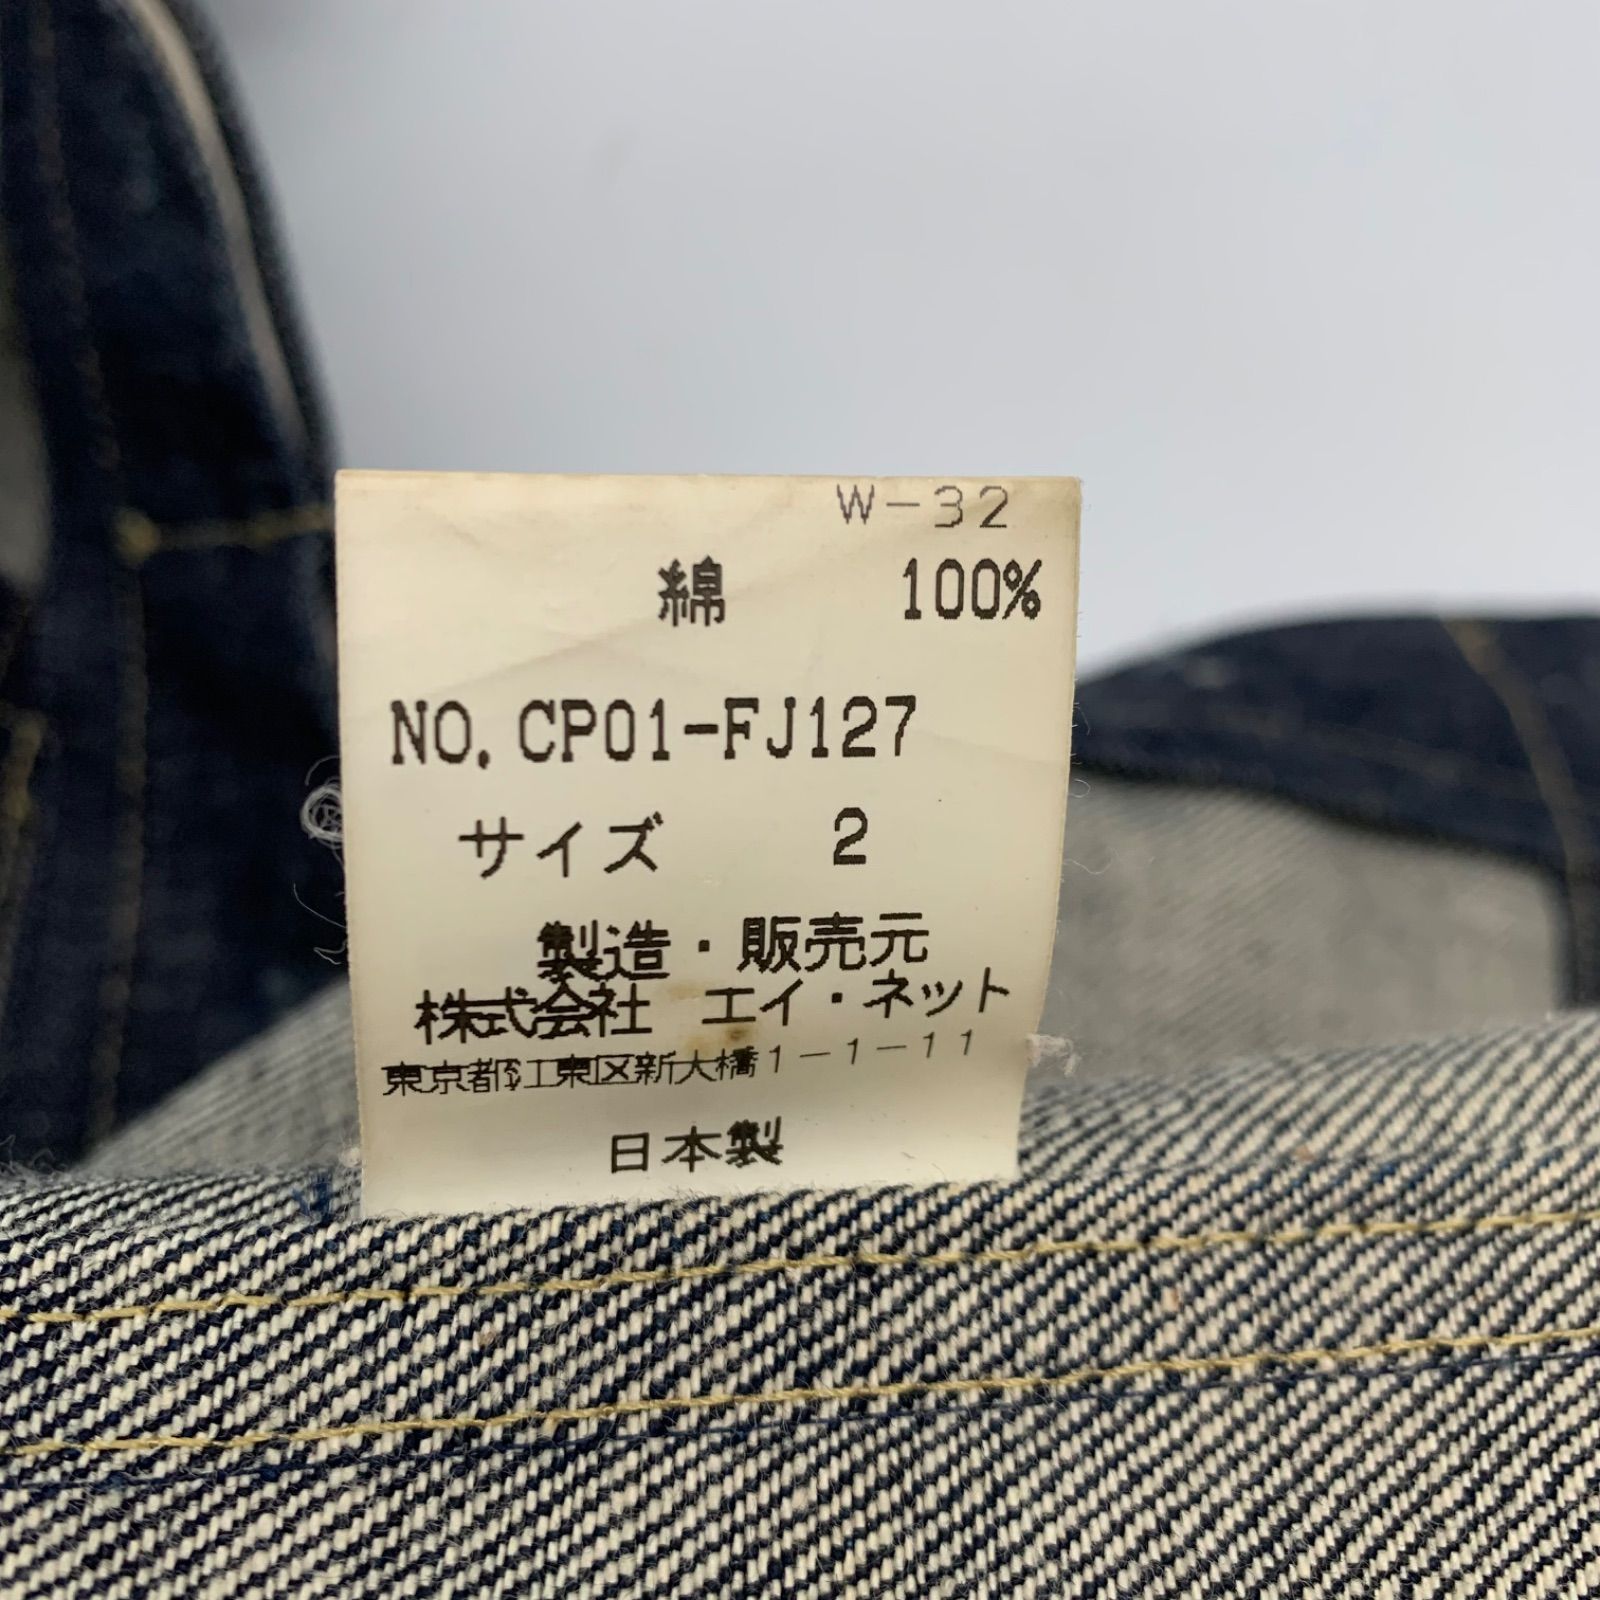 W-32
綿 100%
NO.CP01-FJ127
サイズ 2
製造・販売元
株式会社 エイ・ネット
東京都江東区新大橋1-1-11
日本製